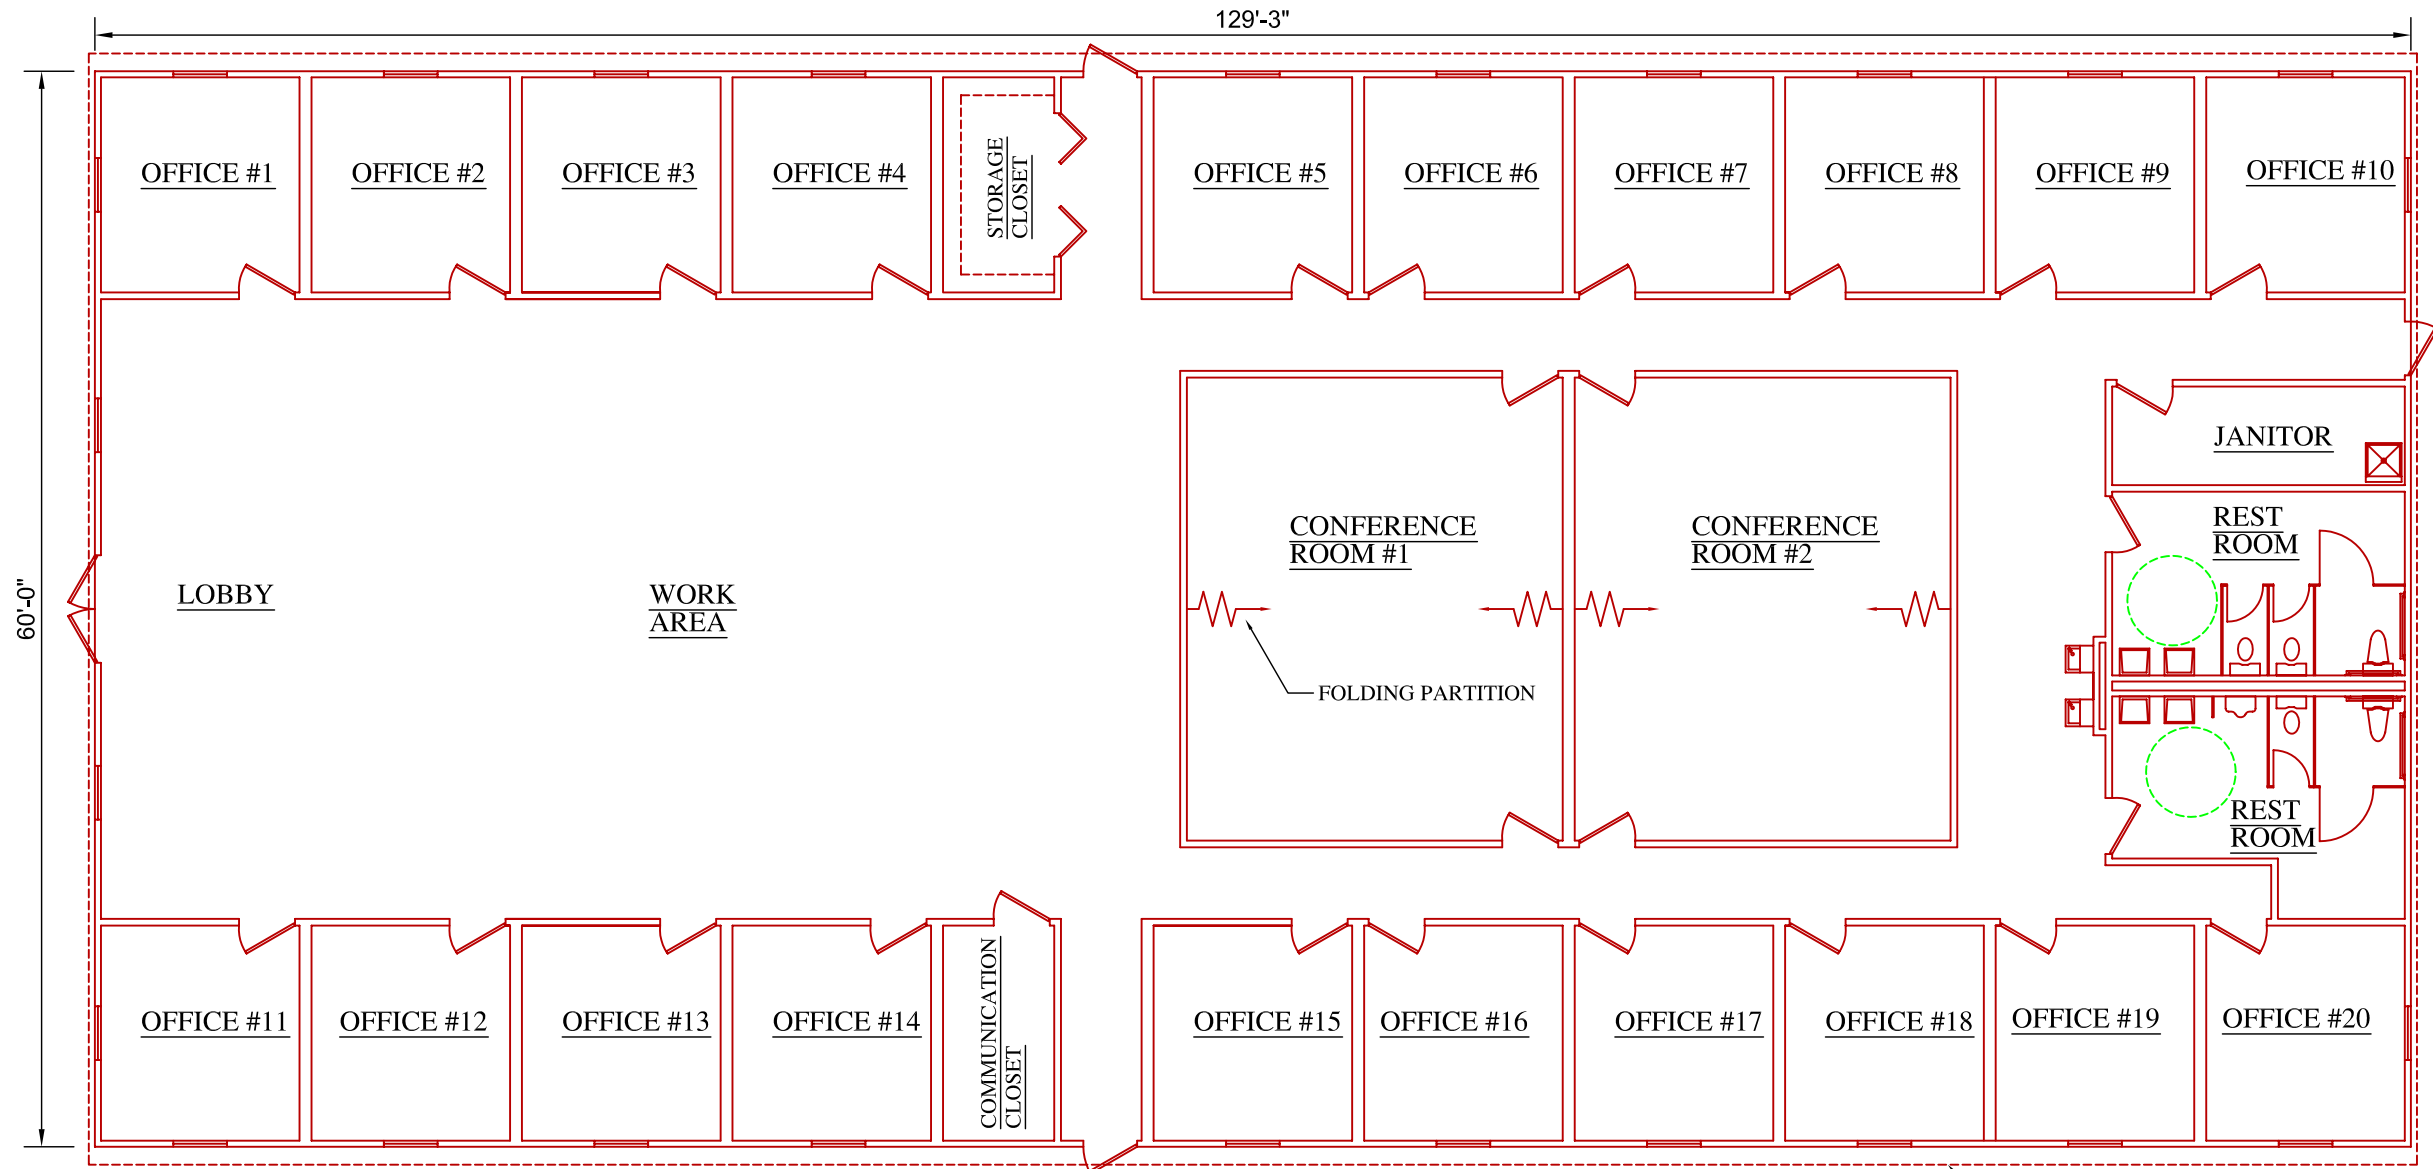 129'-3"
60'-0"
OFFICE #1
OFFICE #2
OFFICE #3
OFFICE #4
STORAGE
CLOSET
OFFICE #5
OFFICE #6
OFFICE #7
OFFICE #8
OFFICE #9
OFFICE #10
JANITOR
CONFERENCE
ROOM #1
CONFERENCE
ROOM #2
REST
ROOM
LOBBY
WORK
AREA
FOLDING PARTITION
REST
ROOM
OFFICE #11
OFFICE #12
OFFICE #13
OFFICE #14
COMMUNICATION
CLOSET
OFFICE #15
OFFICE #16
OFFICE #17
OFFICE #18
OFFICE #19
OFFICE #20